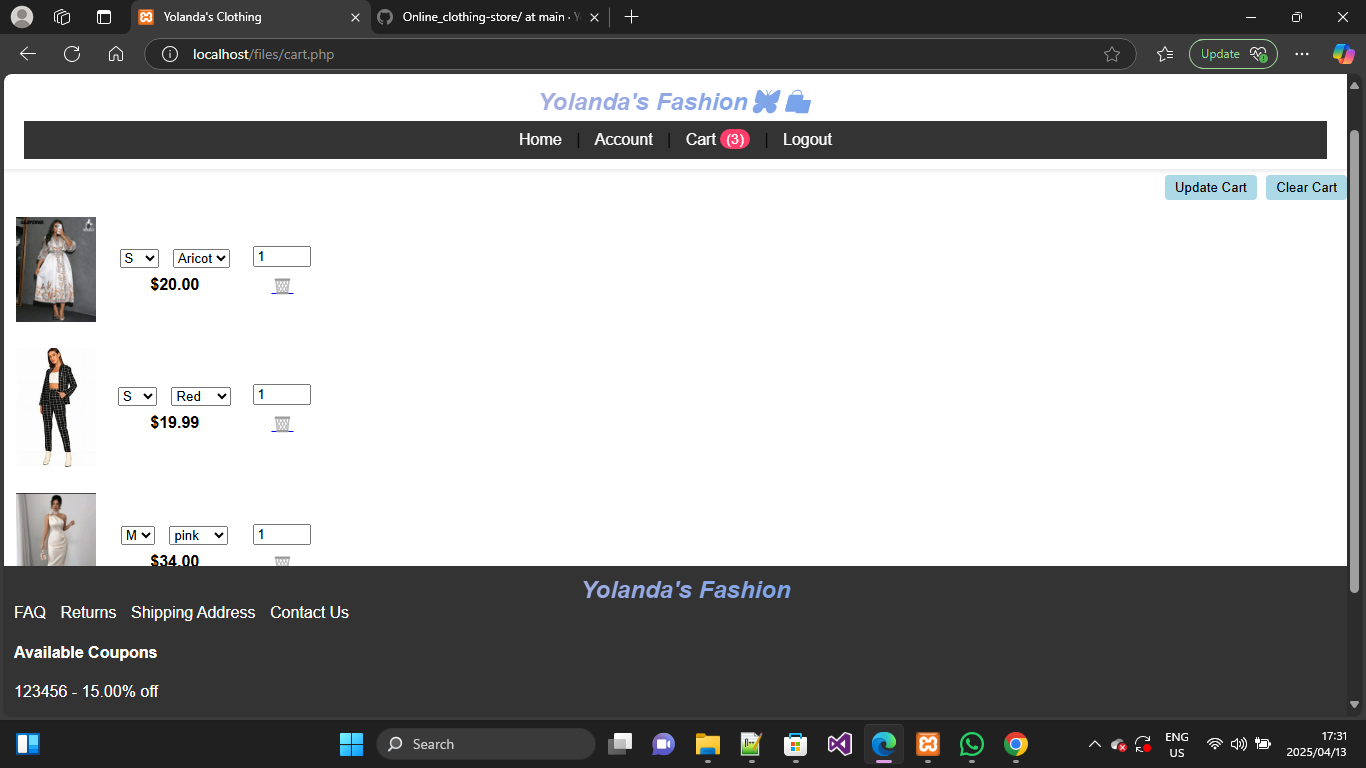 Yolanda's Clothing
Online_clothing-store/ at main · Y
localhost/files/cart.php
Update
Yolanda's Fashion
Home | Account | Cart (3) | Logout
Update Cart Clear Cart
S Aricot 1
$20.00
S Red 1
$19.99
M pink 1
$34.00
Yolanda's Fashion
FAQ Returns Shipping Address Contact Us
Available Coupons
123456 - 15.00% off
Search
ENG
US
17:31
2025/04/13